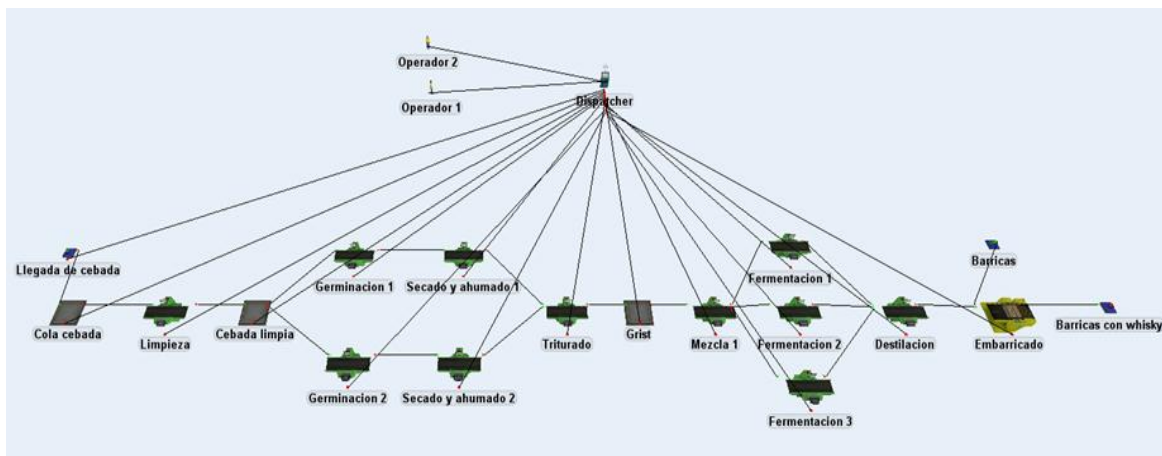 Operador 2
Operador 1
Dispatcher
Llegada de cebada
Cola cebada
Limpieza
Cebada limpia
Germinacion 1
Secado y ahumado 1
Germinacion 2
Secado y ahumado 2
Triturado
Grist
Mezcla 1
Fermentacion 1
Fermentacion 2
Fermentacion 3
Destilacion
Barricas
Embarricado
Barricas con whisky